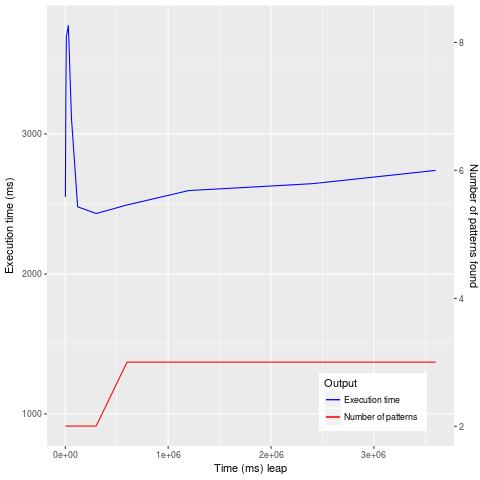 Execution time (ms)
3000
2000
1000
8
6
4
2
Number of patterns found
Output
Execution time
Number of patterns
0e+00
1e+06
2e+06
3e+06
Time (ms) leap